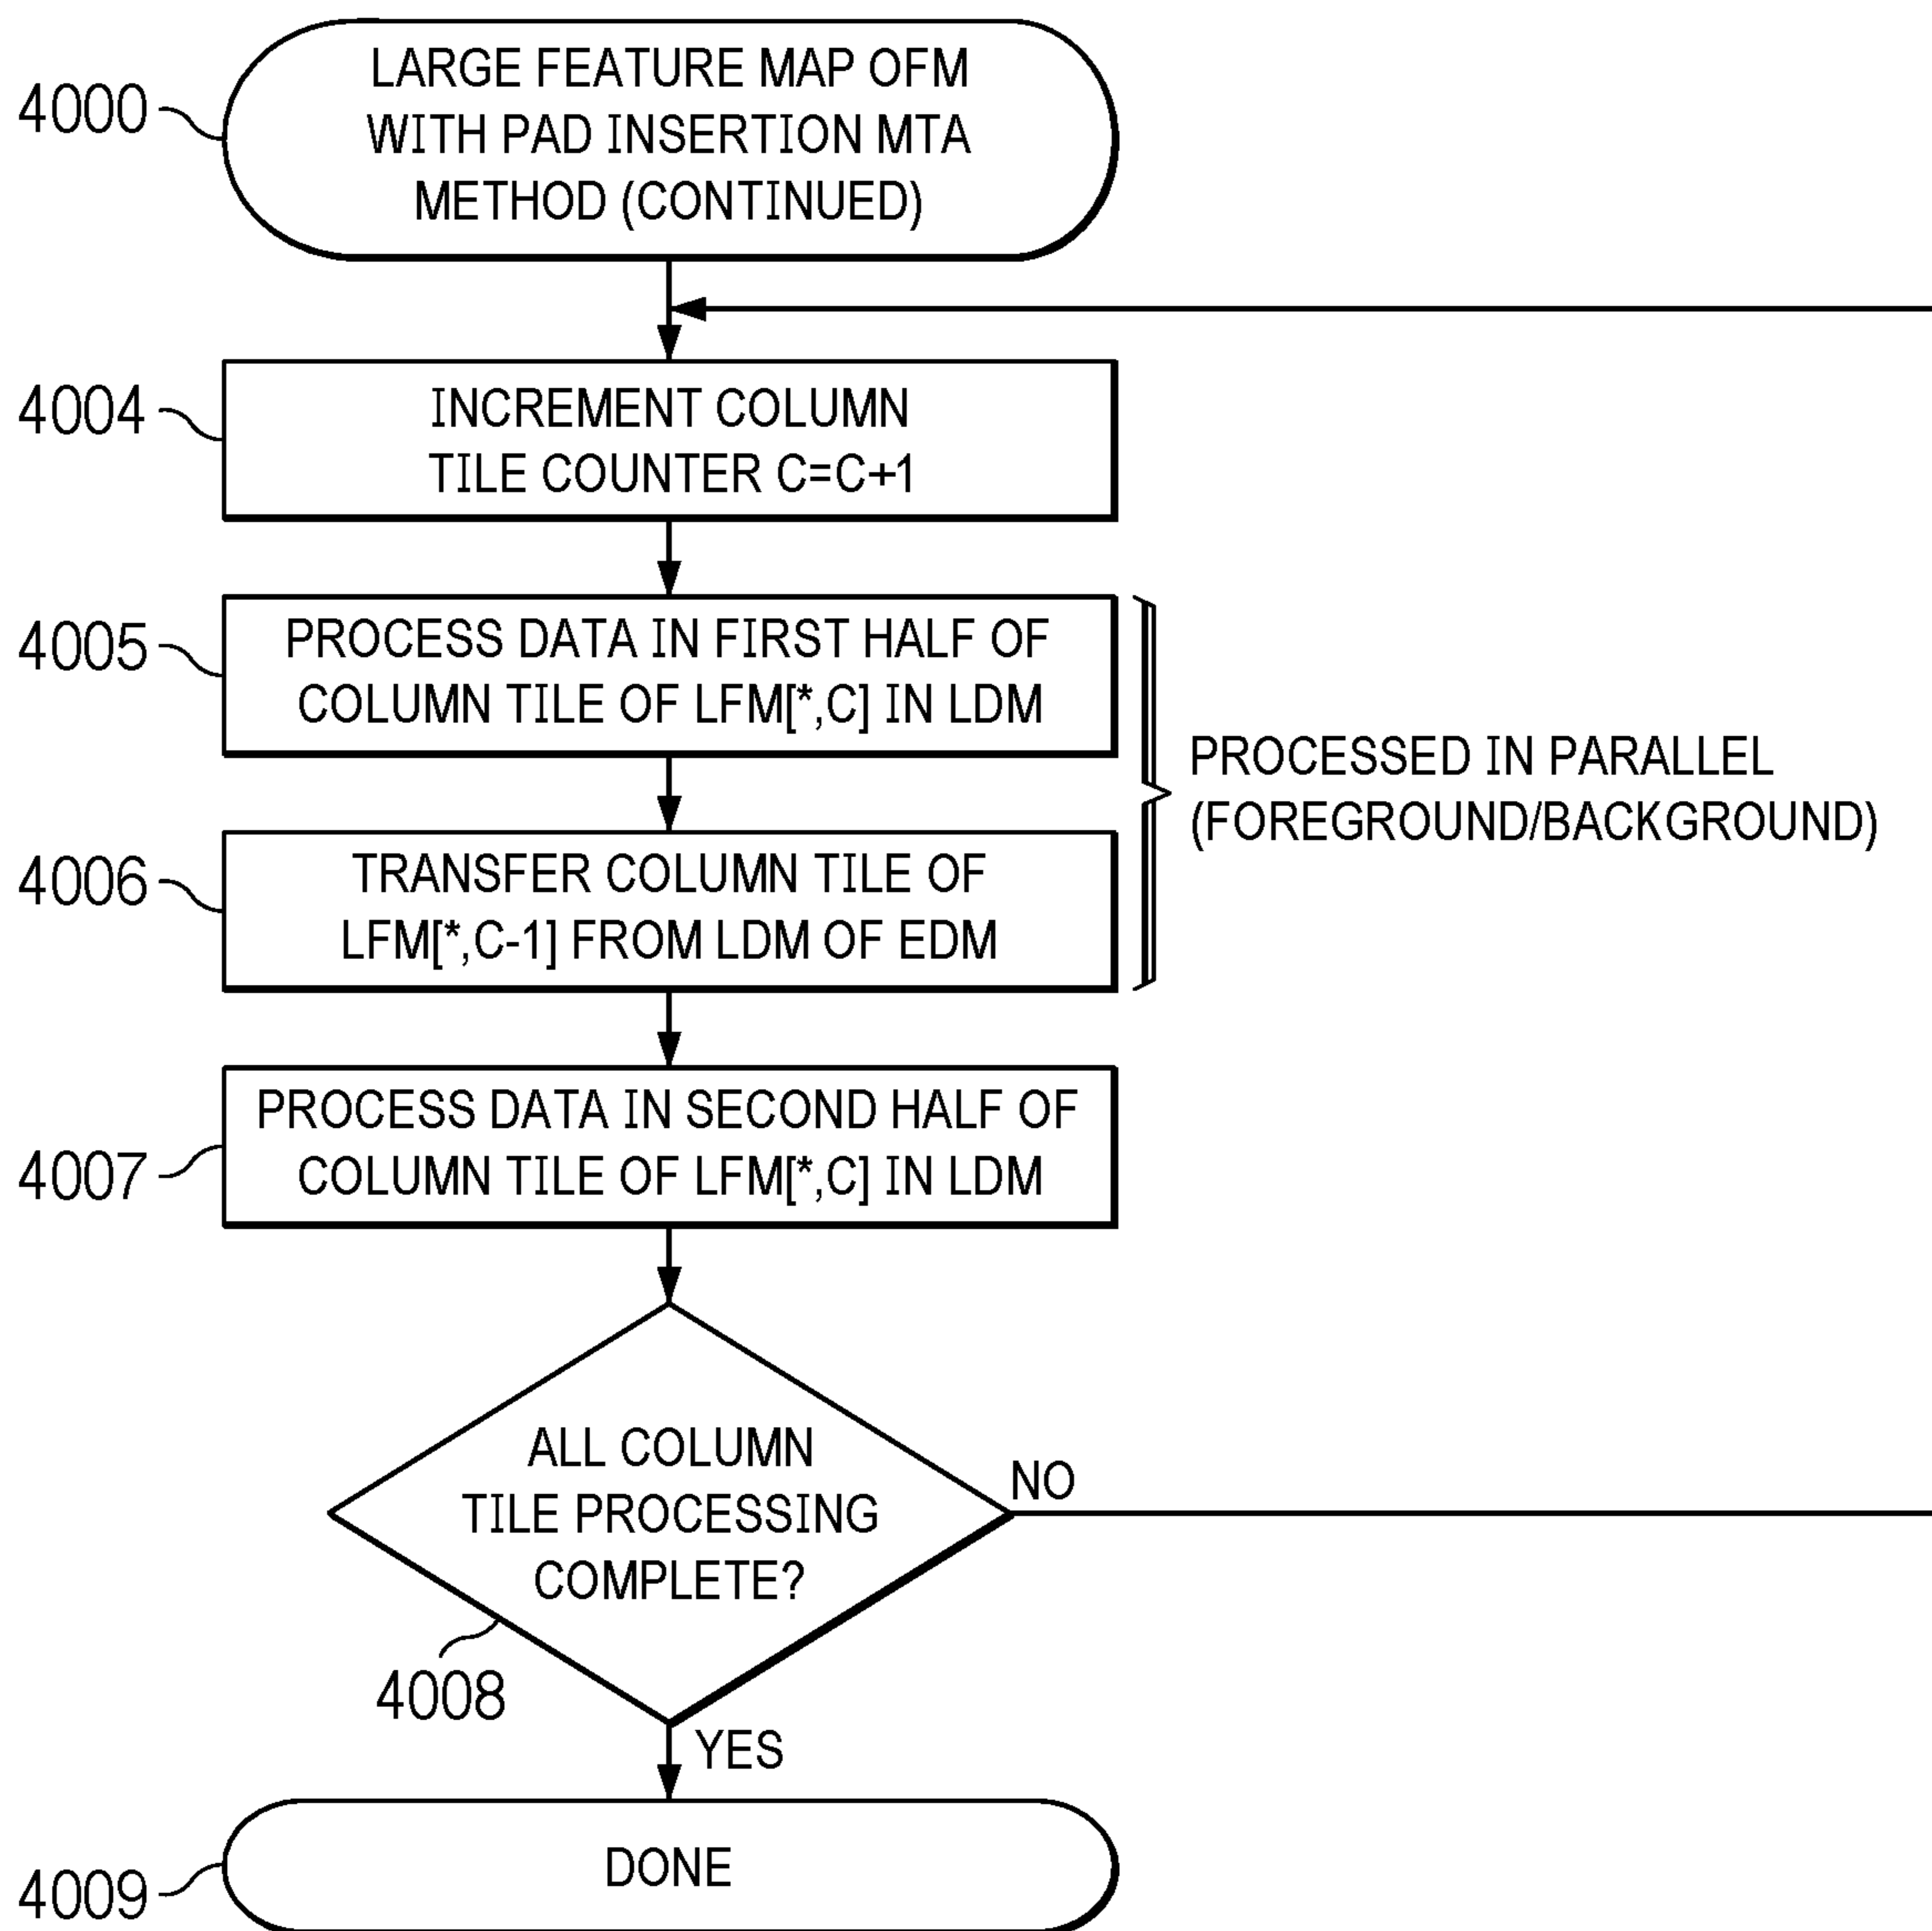 4000
LARGE FEATURE MAP OFM
WITH PAD INSERTION MTA
METHOD (CONTINUED)
4004
INCREMENT COLUMN
TILE COUNTER C=C+1
4005
PROCESS DATA IN FIRST HALF OF
COLUMN TILE OF LFM[*,C] IN LDM
PROCESSED IN PARALLEL
(FOREGROUND/BACKGROUND)
4006
TRANSFER COLUMN TILE OF
LFM[*,C-1] FROM LDM OF EDM
4007
PROCESS DATA IN SECOND HALF OF
COLUMN TILE OF LFM[*,C] IN LDM
ALL COLUMN
TILE PROCESSING
COMPLETE?
NO
4008
YES
4009
DONE